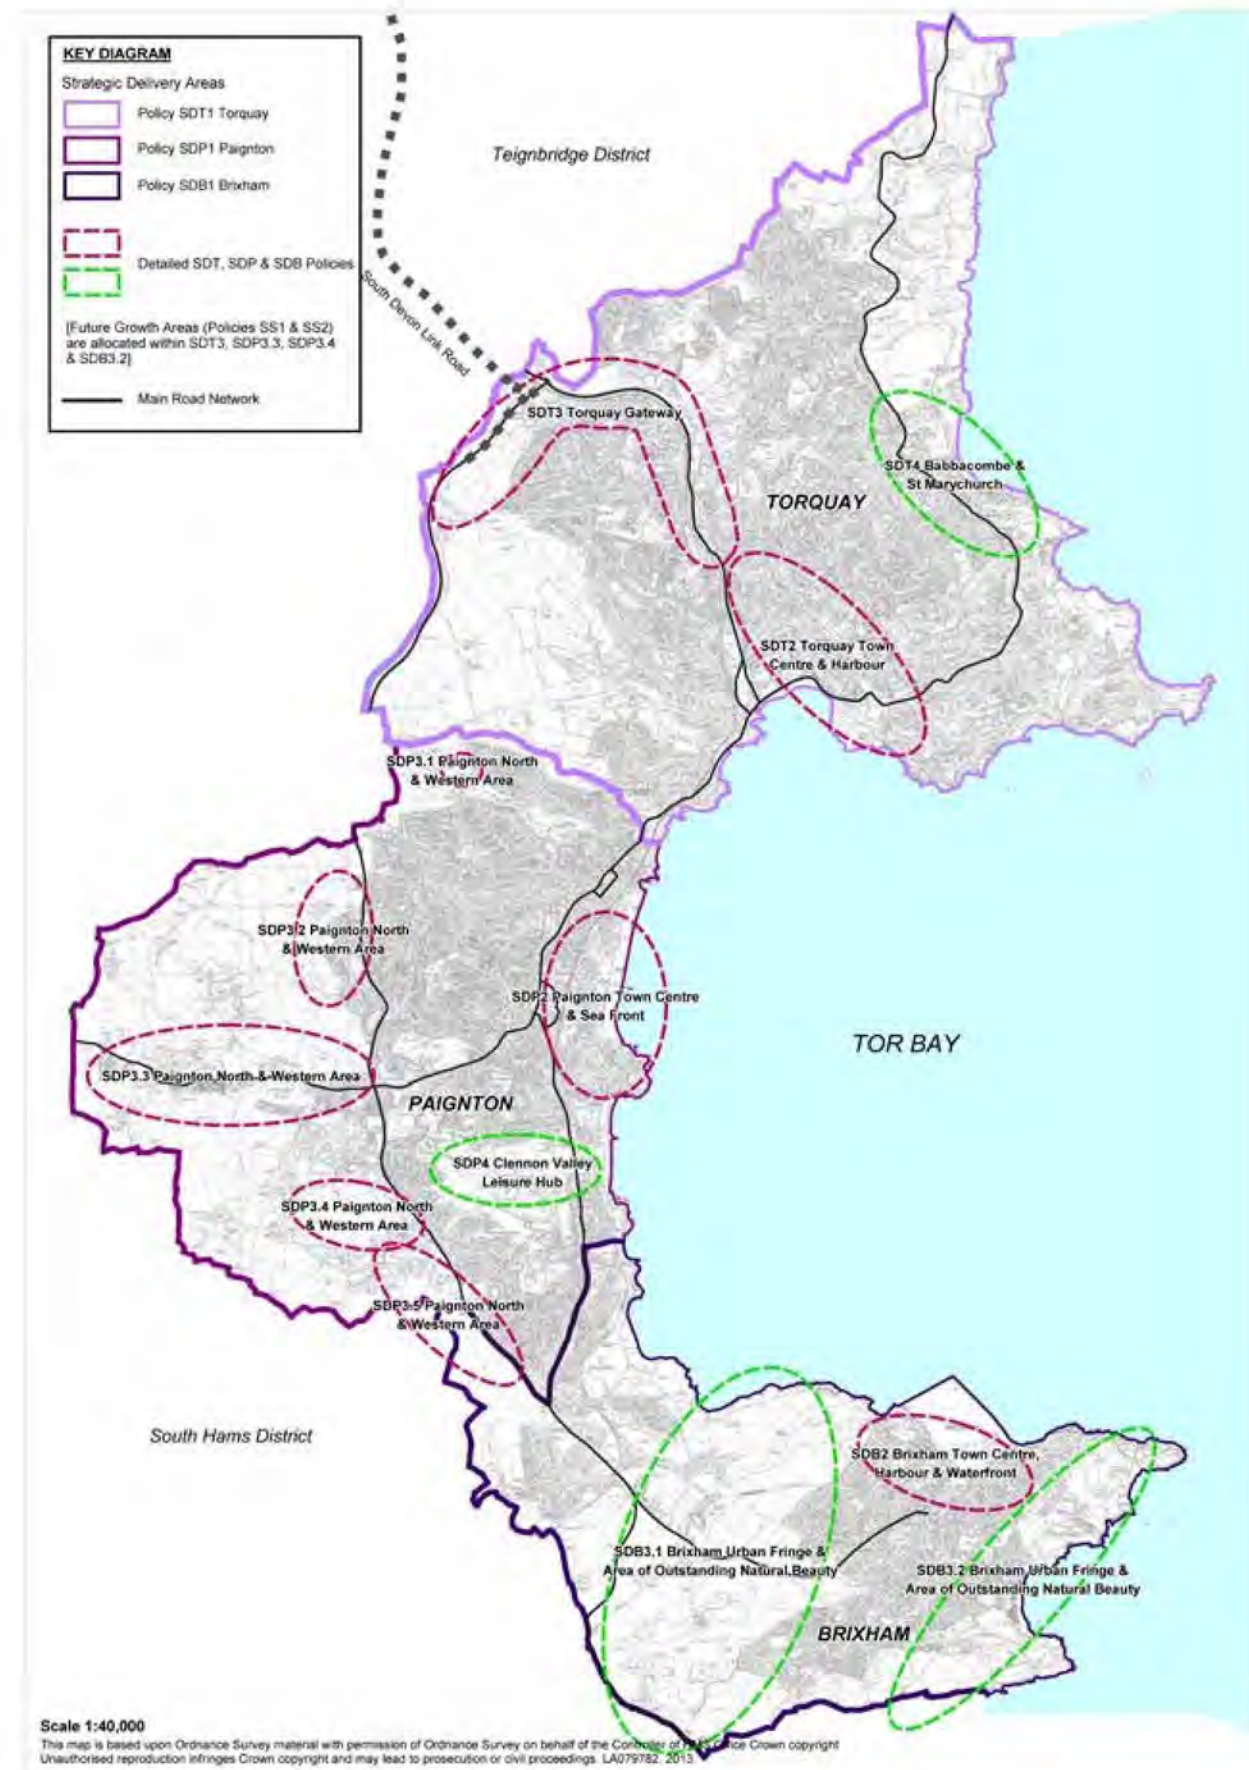 KEY DIAGRAM
Strategic Delivery Areas
Policy SDT1 Torquay
Policy SDP1 Paignton
Policy SDB1 Brixham
Detailed SDT, SDP & SDB Policies
[Future Growth Areas (Policies SS1 & SS2)
are allocated within SDT3, SDP3.3, SDP3.4
& SDB3.2]
Main Road Network
Teignbridge District
South Devon Link Road
SDT3 Torquay Gateway
SDT4 Babbacombe &
St Marychurch
TORQUAY
SDT2 Torquay Town
Centre & Harbour
SDP3.1 Paignton North
& Western Area
SDP3.2 Paignton North
& Western Area
SDP2 Paignton Town Centre
& Sea Front
TOR BAY
SDP3.3 Paignton North & Western Area
PAIGNTON
SDP4 Clennon Valley
Leisure Hub
SDP3.4 Paignton North
& Western Area
SDP3.5 Paignton North
& Western Area
South Hams District
SDB2 Brixham Town Centre,
Harbour & Waterfront
SDB3.1 Brixham Urban Fringe &
Area of Outstanding Natural Beauty
SDB3.2 Brixham Urban Fringe &
Area of Outstanding Natural Beauty
BRIXHAM
Scale 1:40,000
This map is based upon Ordnance Survey material with permission of Ordnance Survey on behalf of the Controller of Crown copyright
Unauthorised reproduction infringes Crown copyright and may lead to prosecution or civil proceedings. LA079782. 2013